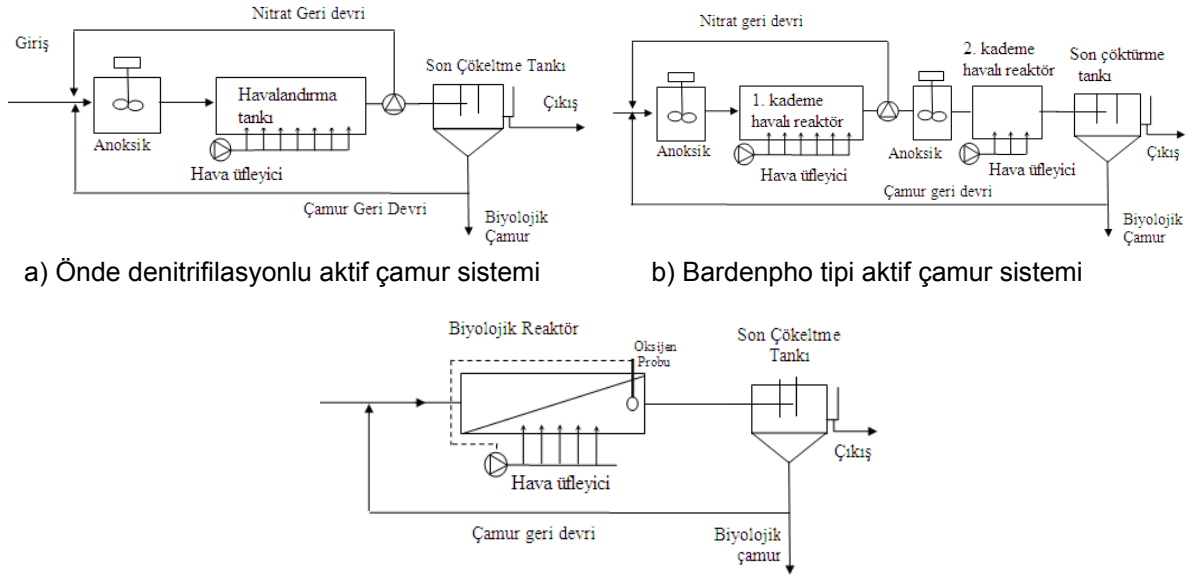 Nitrat Geri devri
Giriş
Son Çökeltme Tankı
Havalandırma
tankı
Çıkış
Anoksik
Hava üfleyici
Çamur Geri Devri
Biyolojik
Çamur
a) Önde denitrifilasyonlu aktif çamur sistemi
Nitrat geri devri
2. kademe
havalı reaktör
Son çöktürme
tankı
1. kademe
havalı reaktör
Anoksik
Anoksik
Hava üfleyici
Hava üfleyici
Çıkış
Çamur geri devri
Biyolojik
Çamur
b) Bardenpho tipi aktif çamur sistemi
Biyolojik Reaktör
Oksijen
Probu
Son Çökeltme
Tankı
Çıkış
Hava üfleyici
Çamur geri devri
Biyolojik
çamur